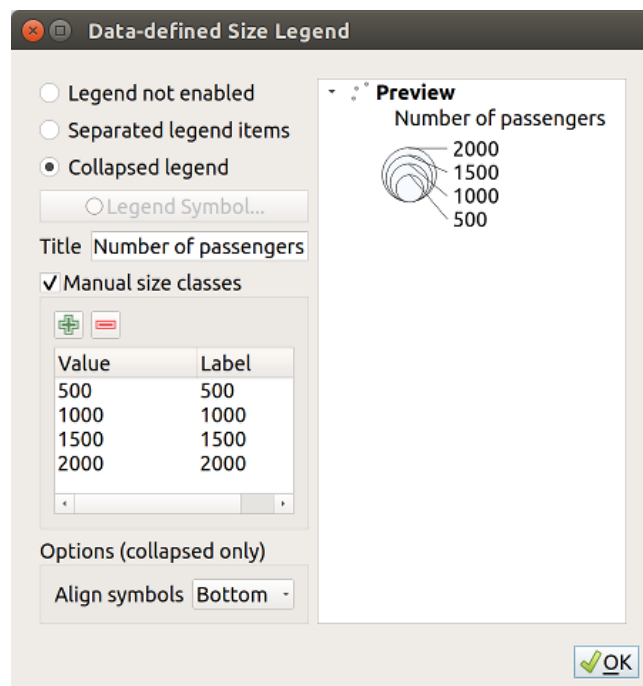 Data-defined Size Legend
Legend not enabled
Separated legend items
Collapsed legend
Legend Symbol...
Title Number of passengers
Manual size classes
Value Label
500 500
1000 1000
1500 1500
2000 2000
Options (collapsed only)
Align symbols Bottom
Preview
Number of passengers
2000
1500
1000
500
OK